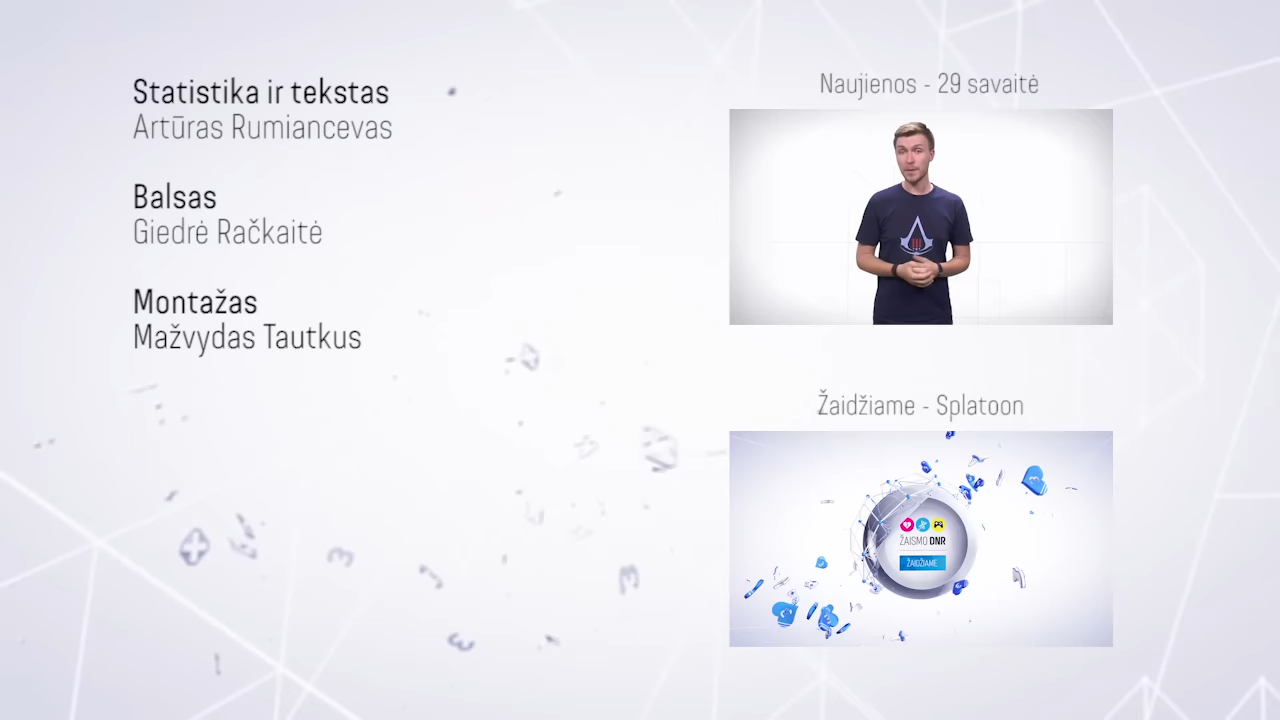 Statistika ir tekstas
Artūras Rumiancevas
Balsas
Giedrė Račkaitė
Montažas
Mažvydas Tautkus
Naujienos - 29 savaitė
Žaidžiame - Splatoon
ŽAISMO DNR
ŽAIDŽIAME